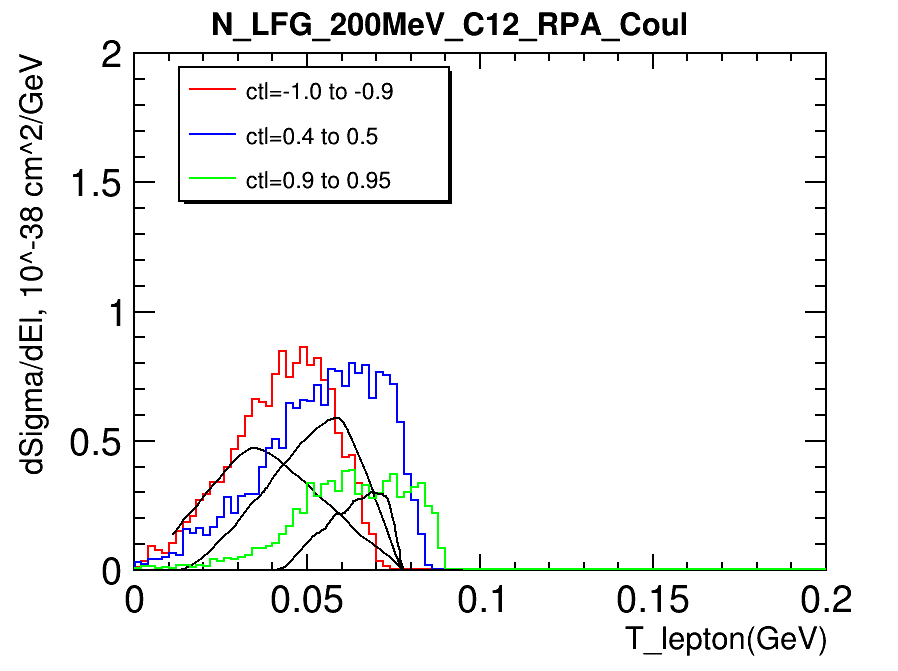 N_LFG_200MeV_C12_RPA_Coul
dSigma/dEl, 10^-38 cm^2/GeV
2
1.5
1
0.5
0
ctl=-1.0 to -0.9
ctl=0.4 to 0.5
ctl=0.9 to 0.95
0 0.05 0.1 0.15 0.2
T_lepton(GeV)